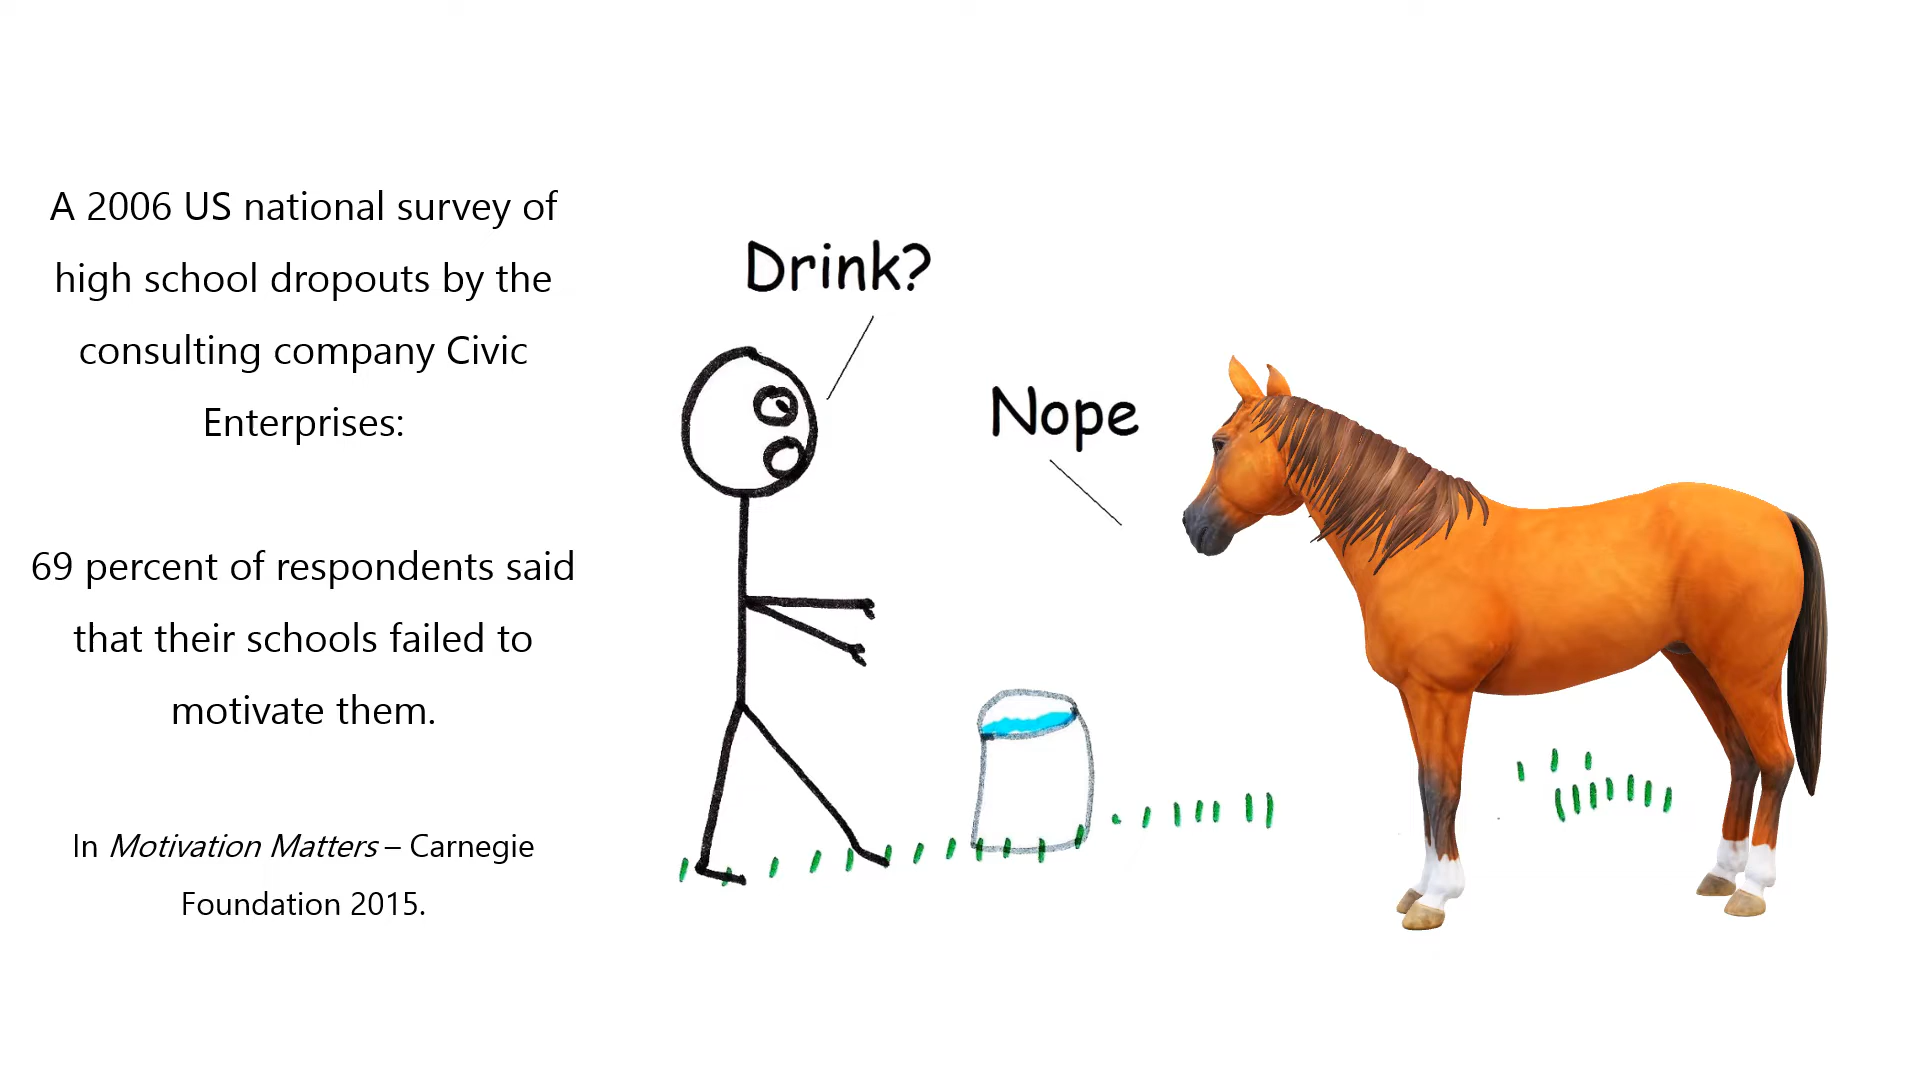 A 2006 US national survey of
high school dropouts by the
consulting company Civic
Enterprises:
69 percent of respondents said
that their schools failed to
motivate them.
In Motivation Matters – Carnegie
Foundation 2015.
Drink?
Nope